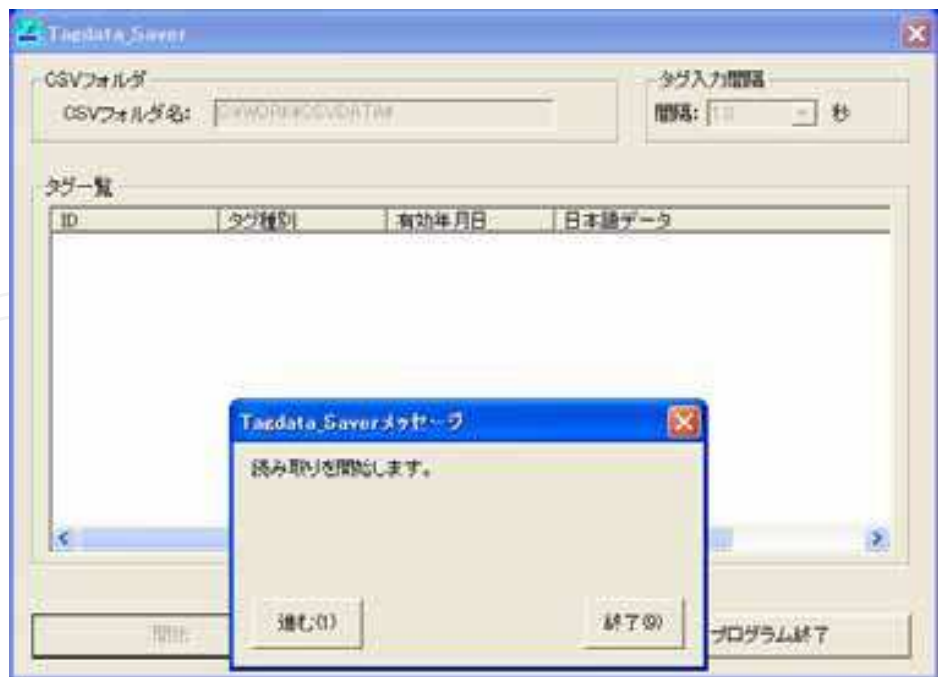 Tagdata_Saver
CSVフォルダ
CSVフォルダ名:
タグ入力間隔
間隔: 秒
タグ一覧
ID タグ種別 有効年月日 日本語データ
Tagdata_Saverメッセージ
読み取りを開始します。
進む(1) 終了(9)
開始 プログラム終了